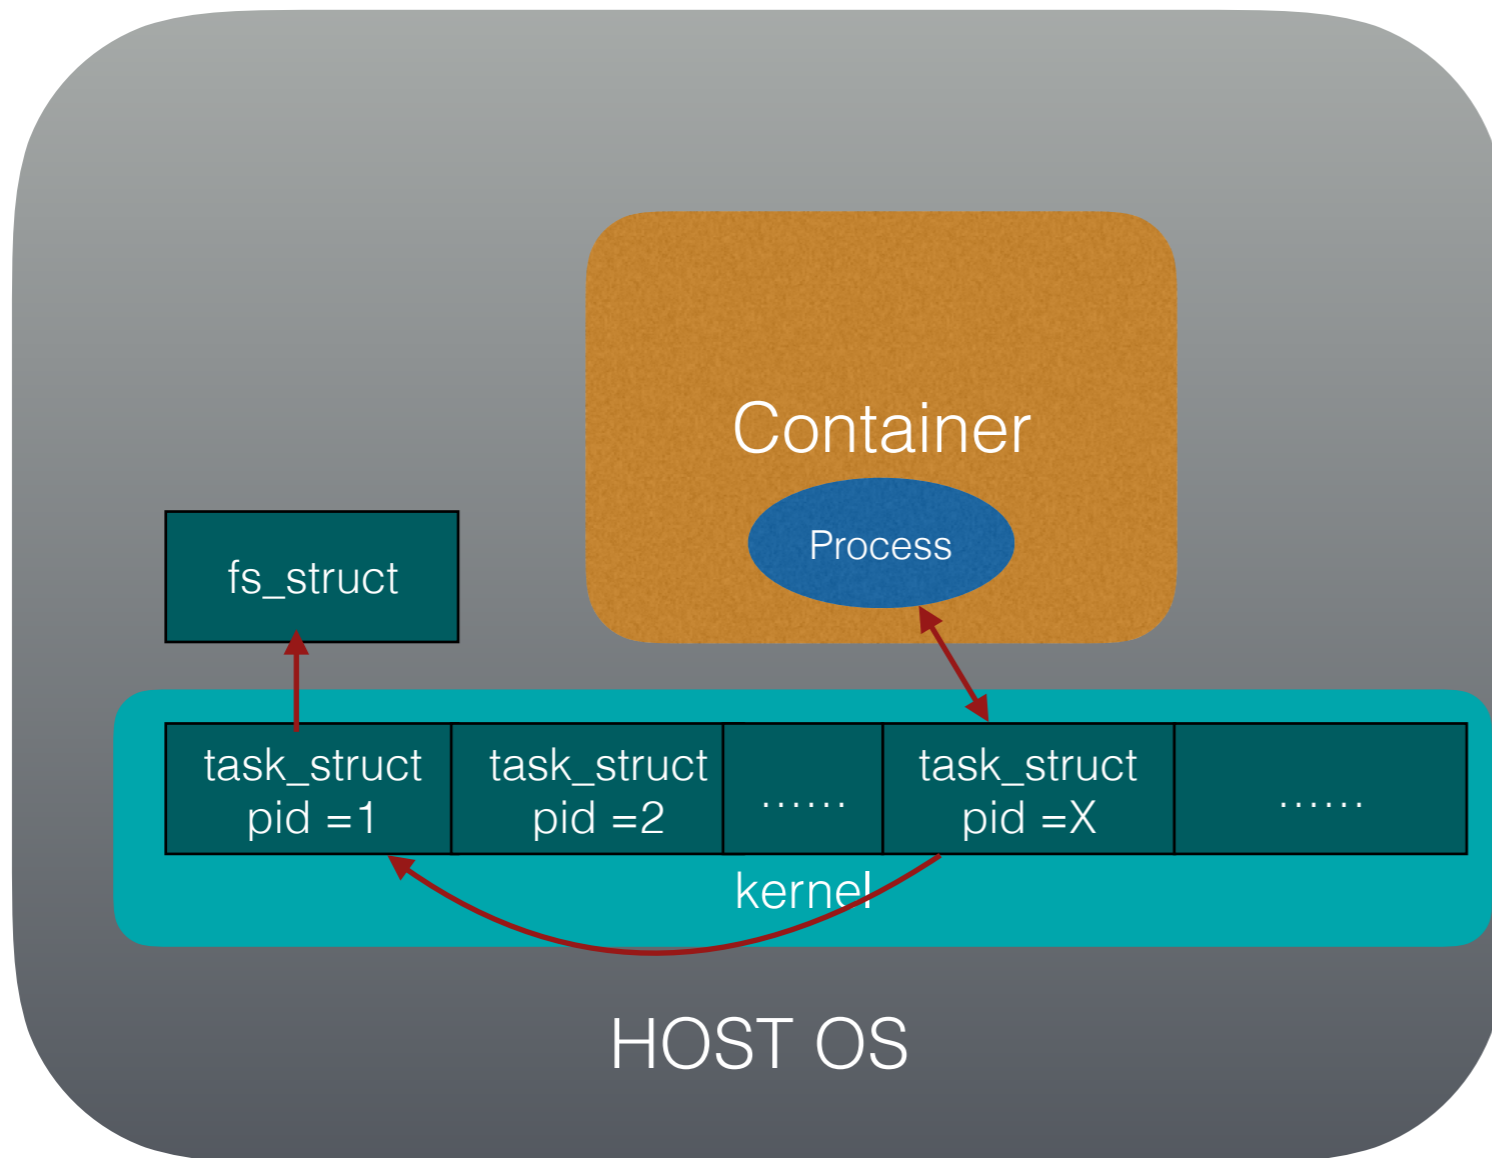 Container
Process
fs_struct
task_struct
pid =1
task_struct
pid =2
......
task_struct
pid =X
......
kernel
HOST OS